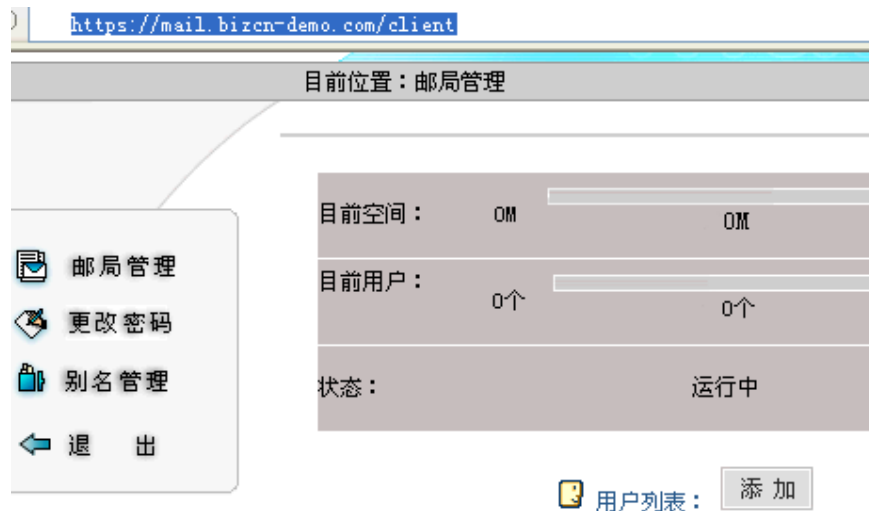 https://mail.bizcn-demo.com/client
目前位置：邮局管理
目前空间： 0M 0M
邮局管理
目前用户： 0个 0个
更改密码
别名管理
状态： 运行中
退 出
用户列表： 添 加